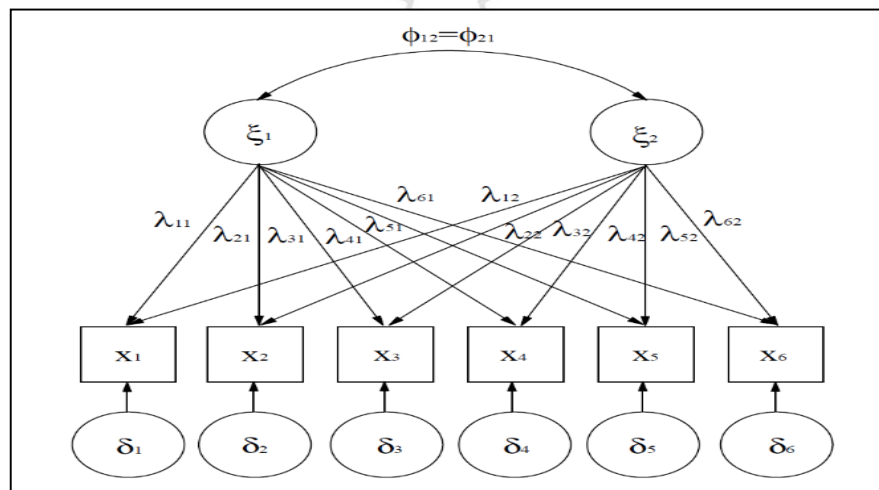 ϕ₁₂=ϕ₂₁
ξ₁ ξ₂
λ₆₁ λ₁₂
λ₁₁ λ₂₁ λ₃₁ λ₄₁ λ₅₁ λ₂₂ λ₃₂ λ₄₂ λ₅₂ λ₆₂
x₁ x₂ x₃ x₄ x₅ x₆
δ₁ δ₂ δ₃ δ₄ δ₅ δ₆